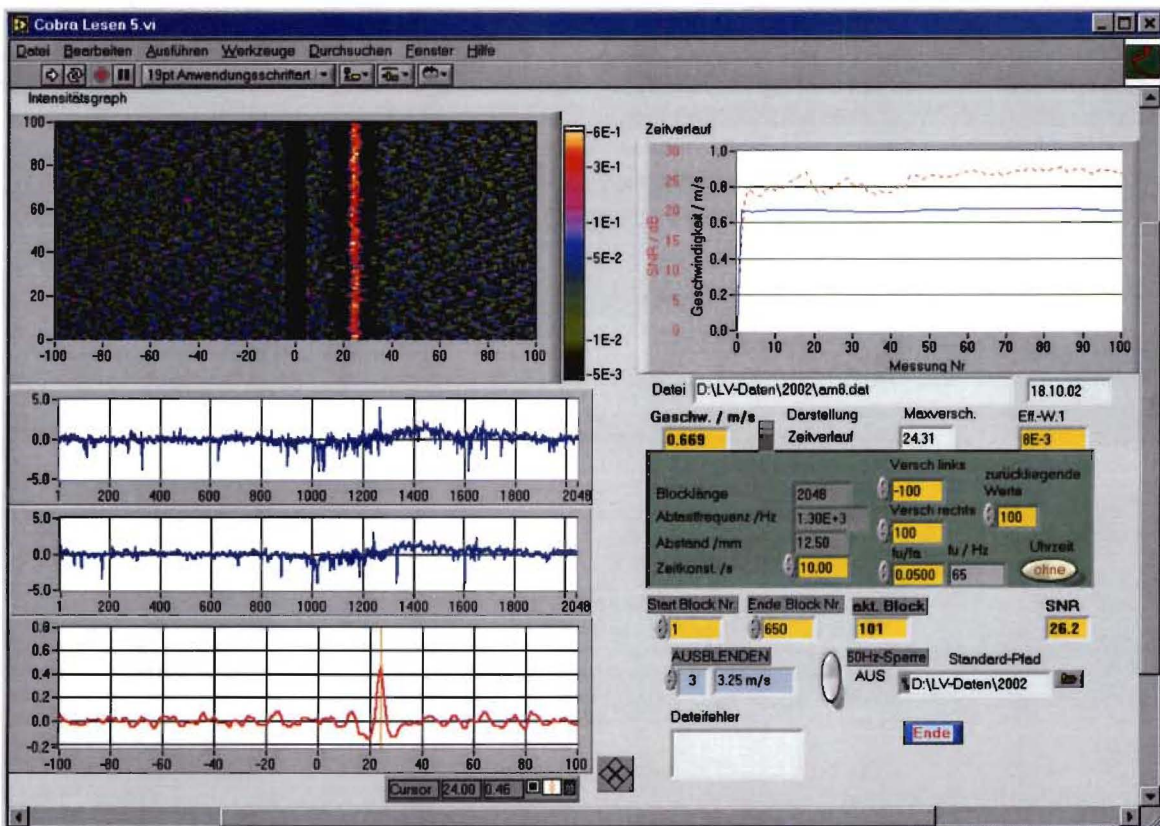 Cobra Lesen 5.vi
Datei Bearbeiten Ausführen Werkzeuge Durchsuchen Fenster Hilfe
19pt Anwendungsschriftart
Intensitätsgraph
100-
80-
60-
40-
20-
0-
-100 -80 -60 -40 -20 0 20 40 60 80 100
-6E-1
-3E-1
-1E-1
-5E-2
-1E-2
-5E-3
Zeitverlauf
SNR / dB
30
25
20
15
10
5
0
Geschwindigkeit / m/s
1.0-
0.8-
0.6-
0.4-
0.2-
0.0-
0 10 20 30 40 50 60 70 80 90 100
Messung Nr
5.0-
0.0-
-5.0-
1 200 400 600 800 1000 1200 1400 1600 1800 2048
5.0-
0.0-
-5.0-
1 200 400 600 800 1000 1200 1400 1600 1800 2048
0.8-
0.6-
0.4-
0.2-
0.0-
-0.2-
-100 -80 -60 -40 -20 0 20 40 60 80 100
Cursor 24.00 0.46
Datei D:\LV-Daten\2002\am8.dat 18.10.02
Geschw. / m/s Darstellung Maxversch. Eff-W.1
0.669 Zeitverlauf 24.31 8E-3
Versch links
-100
zurückliegende
Werte
100
Blocklänge 2048
Versch rechts
100
Abtastfrequenz /Hz 1.30E+3
Abstand /mm 12.50
Zeitkonst. /s 10.00
fu/fa fu / Hz
0.0500 65
Uhrzeit
ohne
Start Block Nr. Ende Block Nr. akt. Block SNR
1 650 101 26.2
AUSBLENDEN
3 3.25 m/s
50Hz-Sperre
AUS
Standard-Pfad
D:\LV-Daten\2002
Dateifehler
Ende